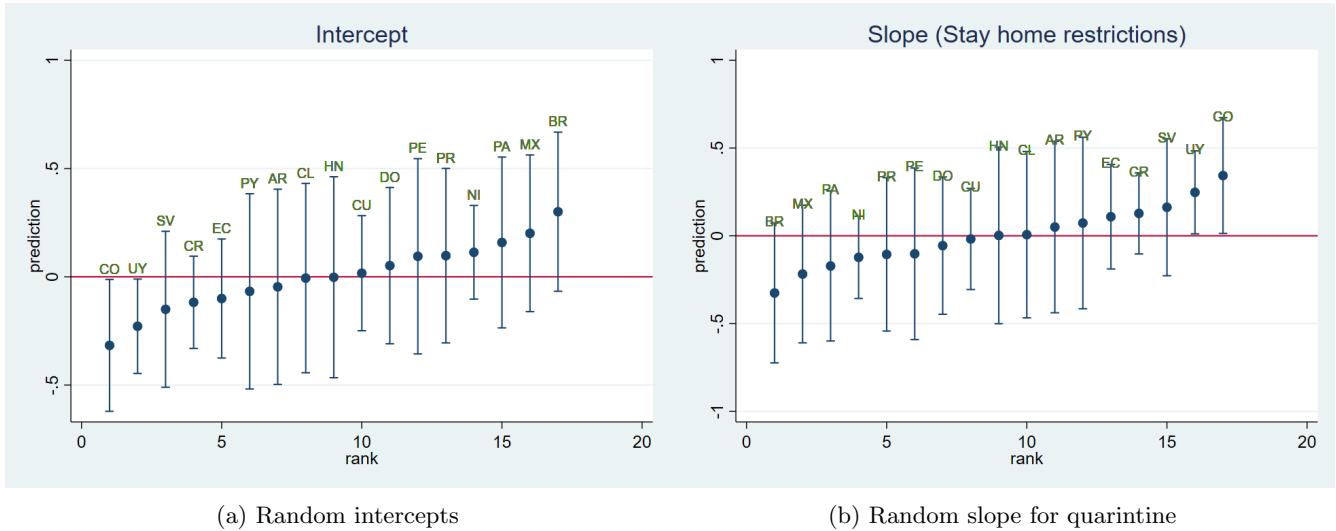 Intercept
1
.5
0
-.5
prediction
CO
UY
SV
CR
EC
PY
AR
CL
HN
CU
DO
PE
PR
NI
PA
MX
BR
0 5 10 15 20
rank
Slope (Stay home restrictions)
1
.5
0
-.5
-1
prediction
BR
MX
PA
NI
PR
PE
DO
CU
HN
CL
AR
PY
EC
CR
SV
UY
CO
0 5 10 15 20
rank
(a) Random intercepts
(b) Random slope for quarintine